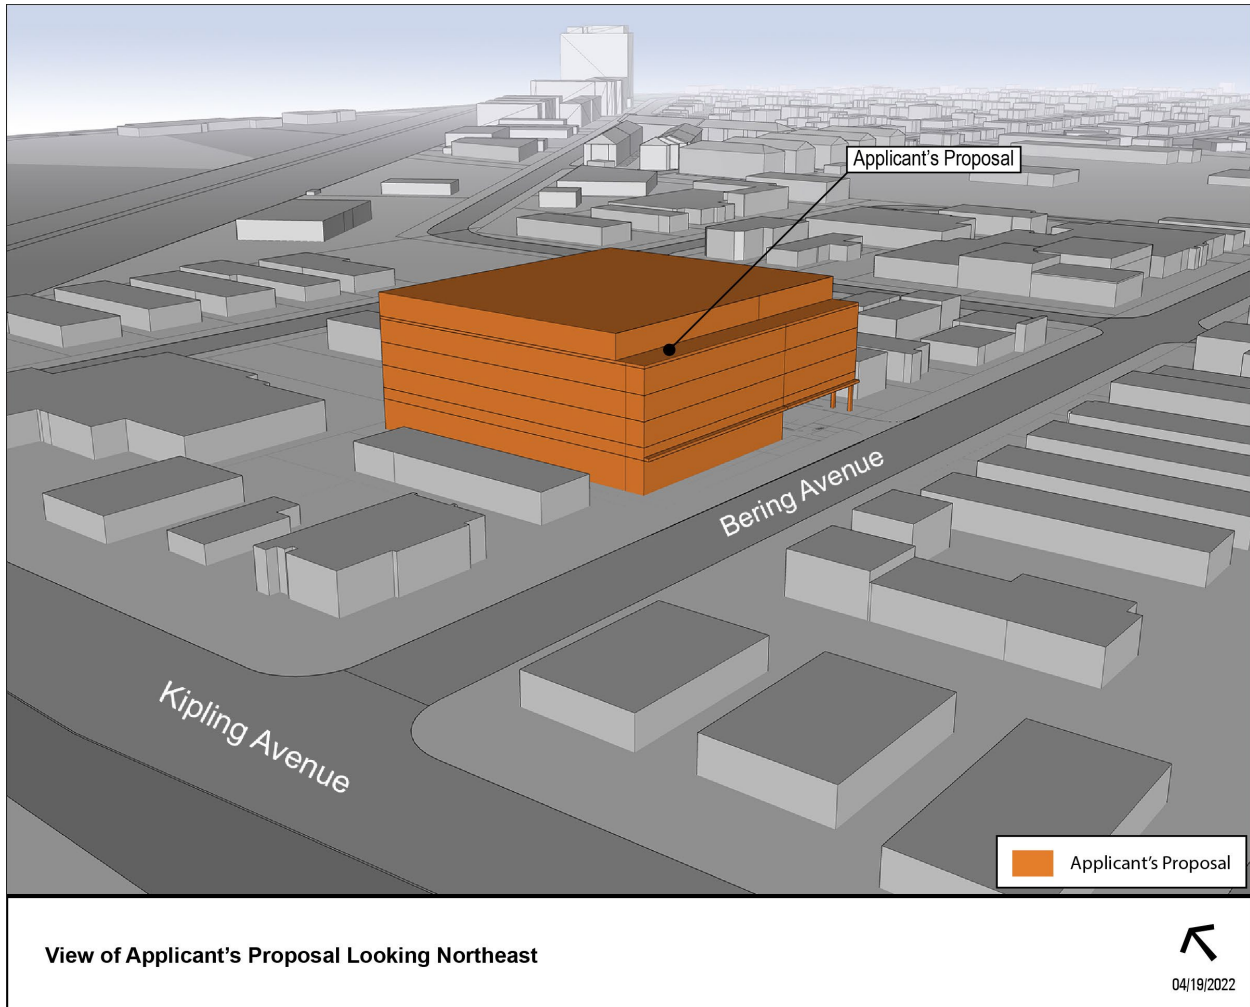 Applicant's Proposal
Bering Avenue
Kipling Avenue
Applicant's Proposal
View of Applicant's Proposal Looking Northeast
04/19/2022